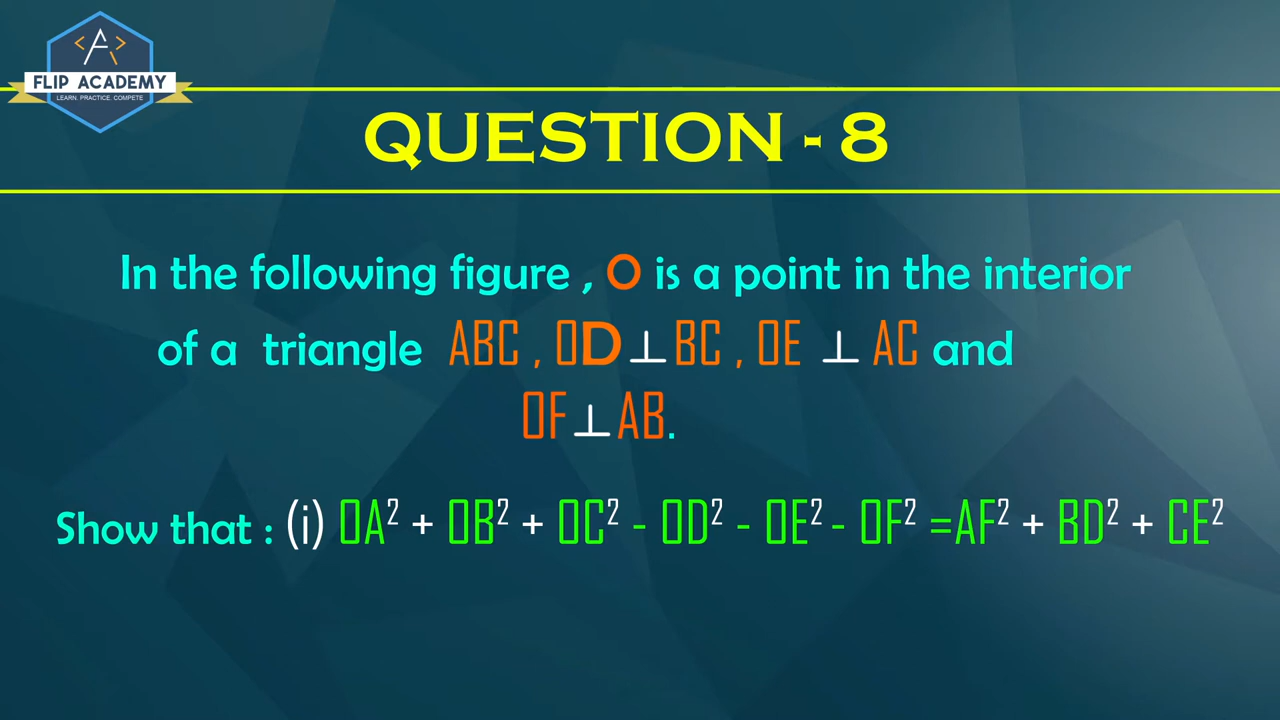 FLIP ACADEMY
LEARN. PRACTICE. COMPETE
QUESTION - 8
In the following figure , O is a point in the interior
of a triangle ABC , OD ⊥ BC , OE ⊥ AC and
OF ⊥ AB.
Show that : (i) OA² + OB² + OC² - OD² - OE² - OF² =AF² + BD² + CE²